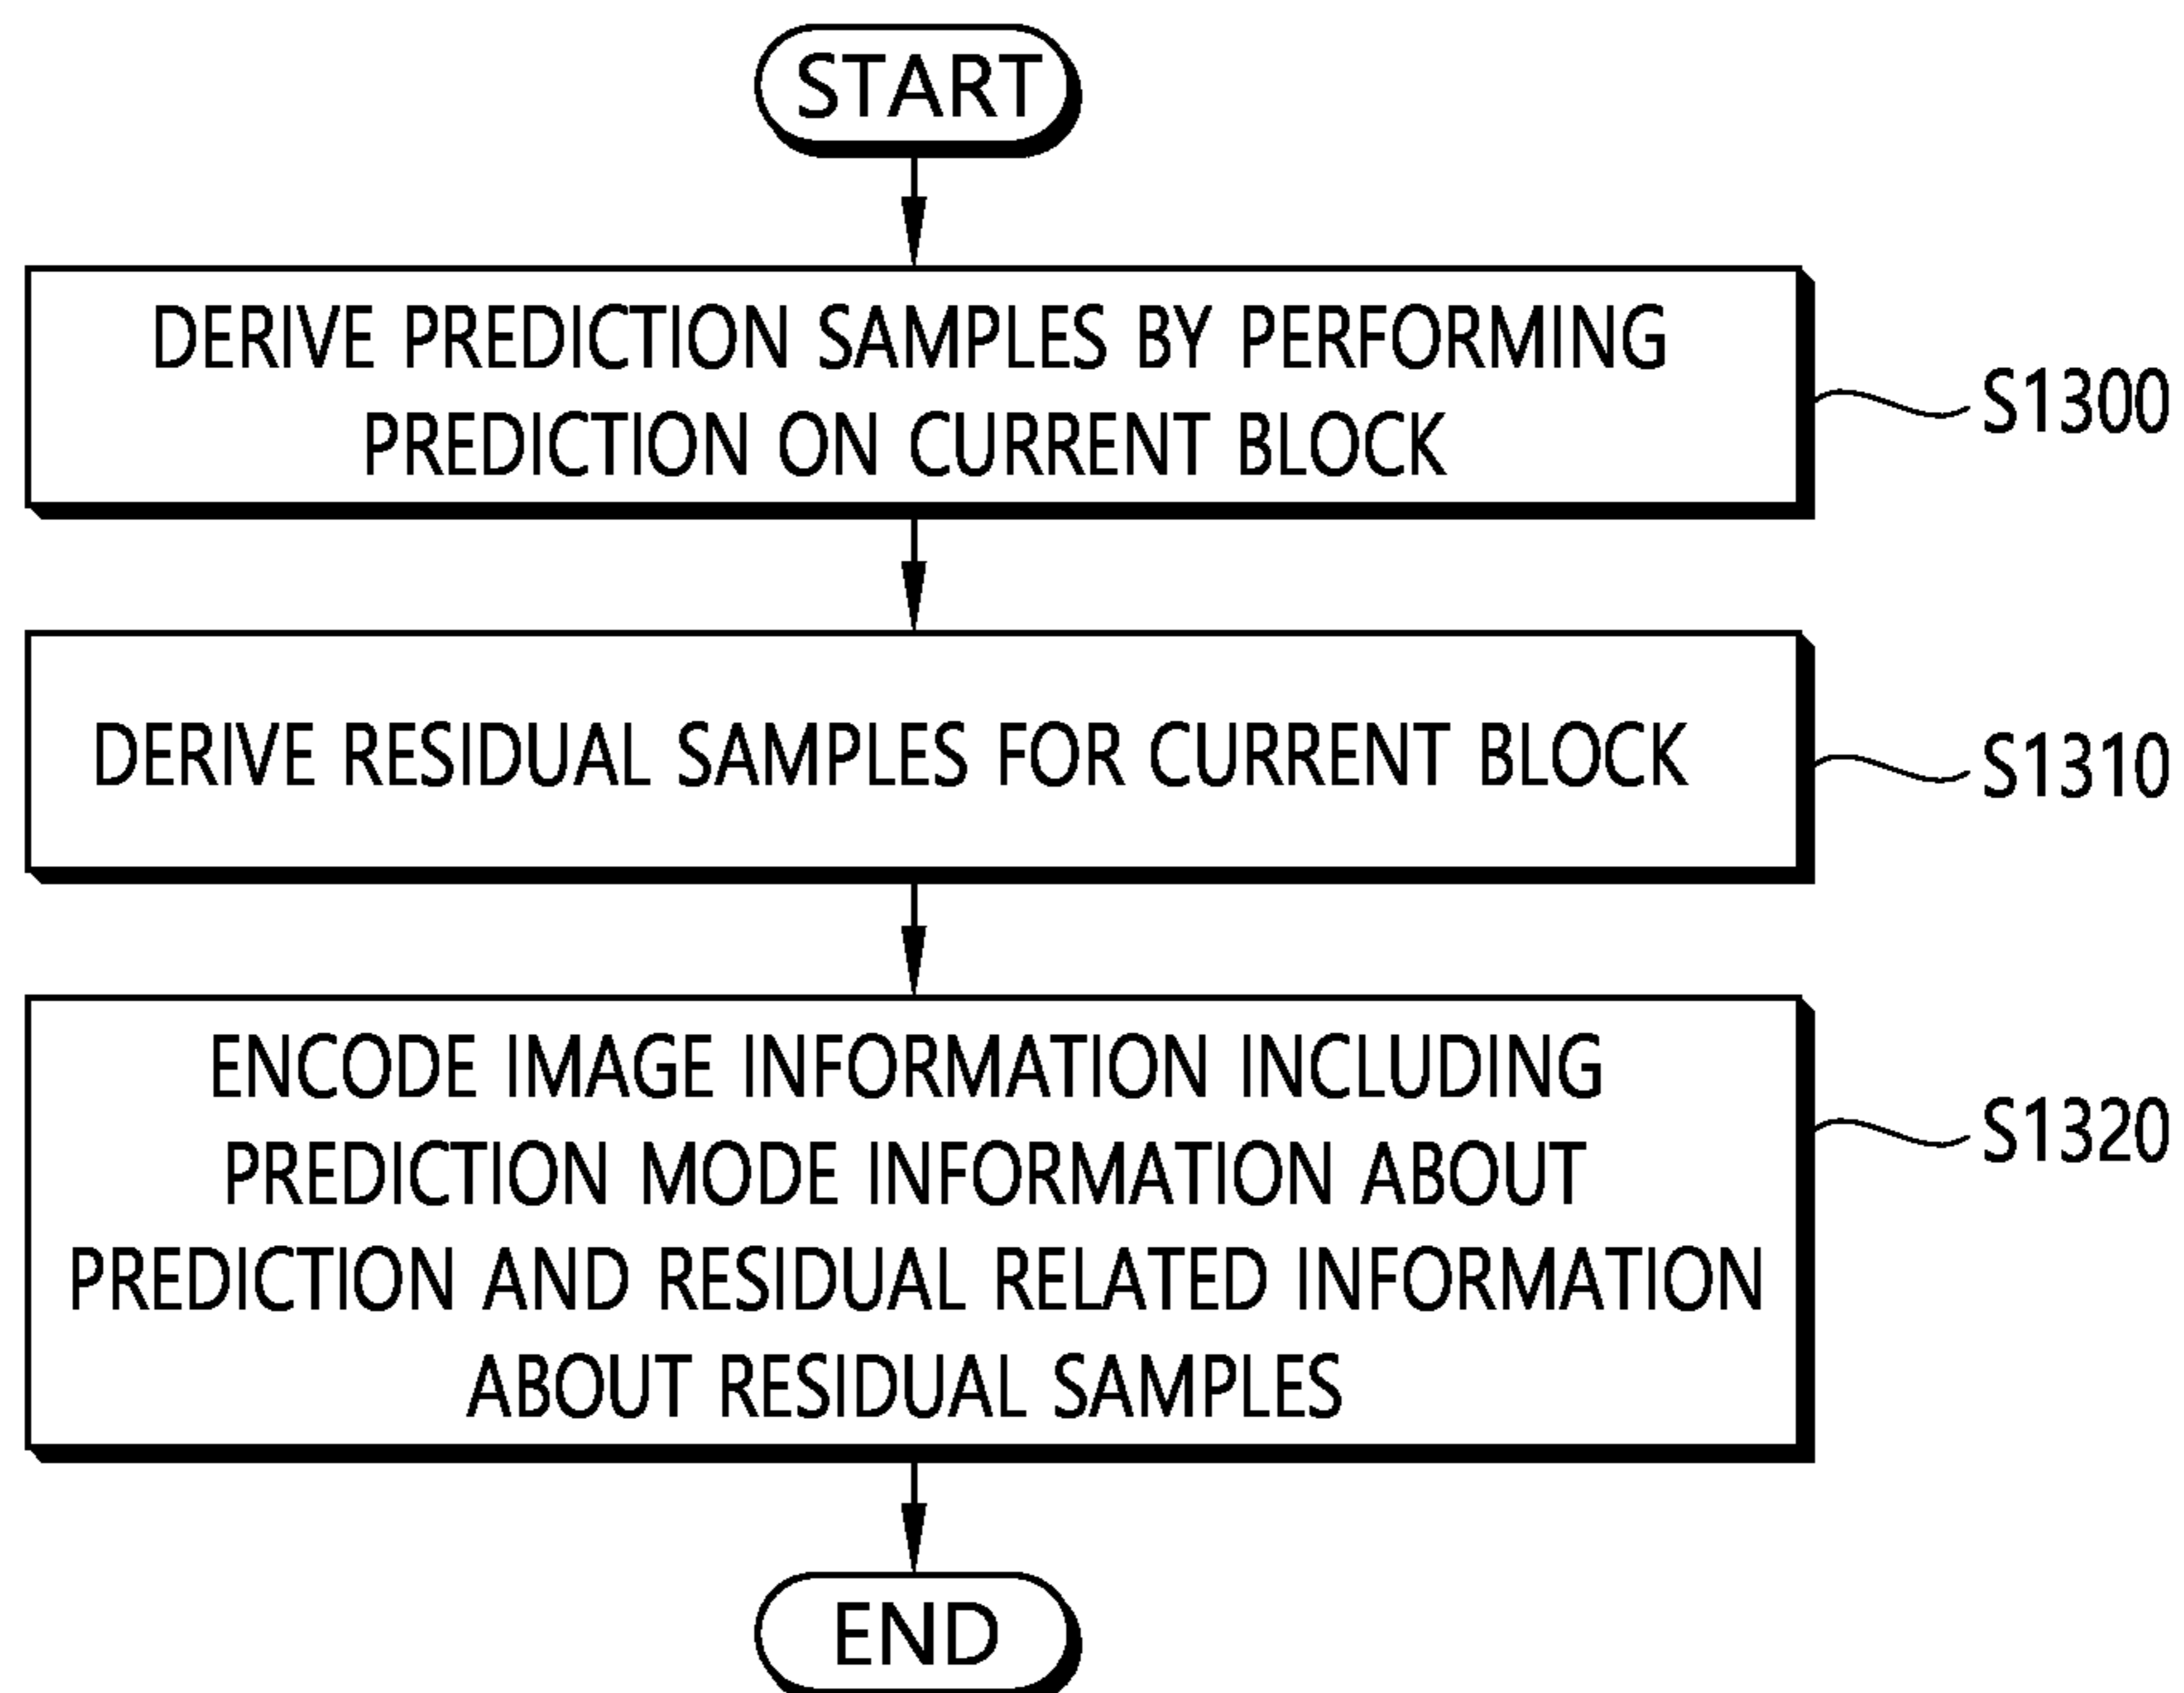 START
DERIVE PREDICTION SAMPLES BY PERFORMING
PREDICTION ON CURRENT BLOCK
S1300
DERIVE RESIDUAL SAMPLES FOR CURRENT BLOCK
S1310
ENCODE IMAGE INFORMATION INCLUDING
PREDICTION MODE INFORMATION ABOUT
PREDICTION AND RESIDUAL RELATED INFORMATION
ABOUT RESIDUAL SAMPLES
S1320
END